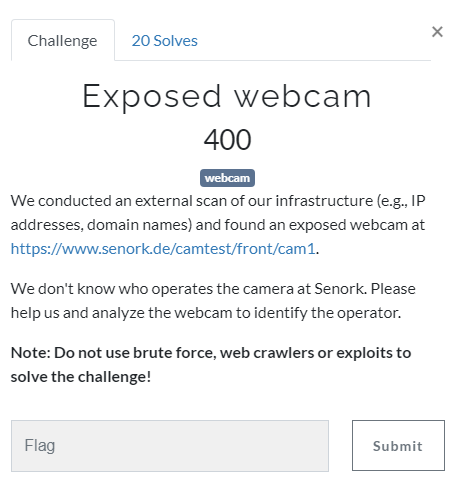 Challenge
20 Solves
×
Exposed webcam
400
webcam
We conducted an external scan of our infrastructure (e.g., IP
addresses, domain names) and found an exposed webcam at
https://www.senork.de/camtest/front/cam1.
We don't know who operates the camera at Senork. Please
help us and analyze the webcam to identify the operator.
Note: Do not use brute force, web crawlers or exploits to
solve the challenge!
Flag
Submit